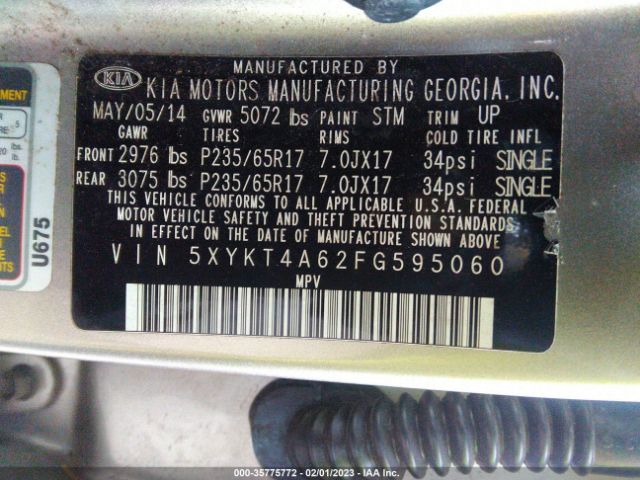 KIA
MANUFACTURED BY
KIA MOTORS MANUFACTURING GEORGIA, INC.
MAY/05/14 GVWR 5072 lbs PAINT STM TRIM UP
GAWR TIRES RIMS COLD TIRE INFL
FRONT 2976 lbs P235/65R17 7.0JX17 34psi SINGLE
REAR 3075 lbs P235/65R17 7.0JX17 34psi SINGLE
THIS VEHICLE CONFORMS TO ALL APPLICABLE U.S.A. FEDERAL
MOTOR VEHICLE SAFETY AND THEFT PREVENTION STANDARDS
IN EFFECT ON THE DATE OF MANUFACTURE SHOWN ABOVE.
VIN 5XYKT4A62FG595060
MPV
U675
000-35775772 - 02/01/2023 - IAA Inc.